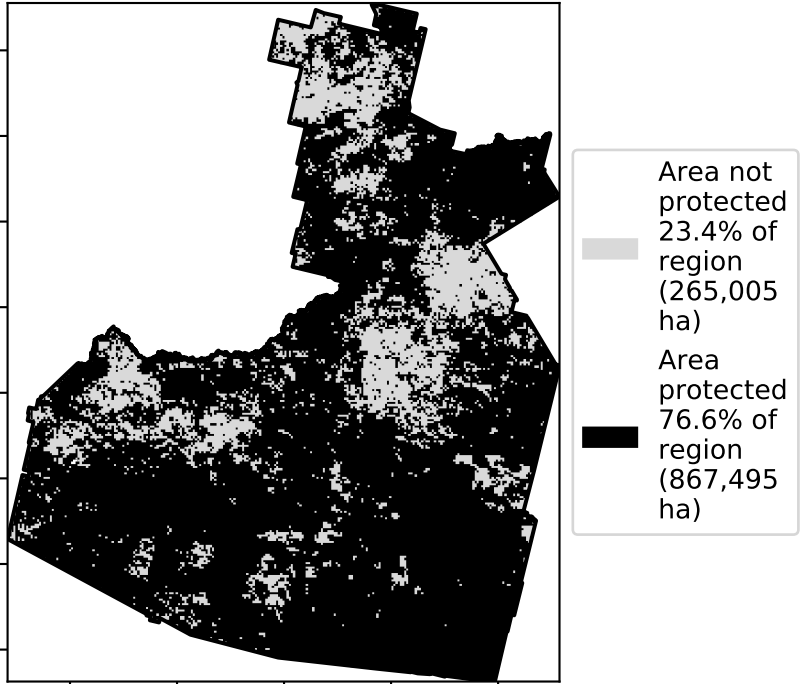 Area not
protected
23.4% of
region
(265,005
ha)
Area
protected
76.6% of
region
(867,495
ha)